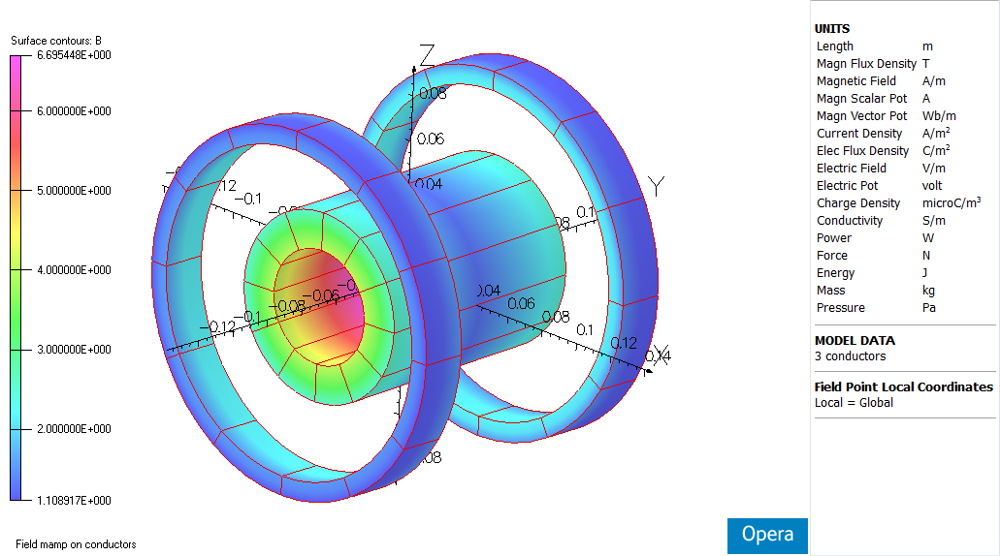 Surface contours: B
6.695448E+000
6.000000E+000
5.000000E+000
4.000000E+000
3.000000E+000
2.000000E+000
1.108917E+000
Z
0.08
0.06
0.04
Y
0.1
-0.1
-0.12
-0.1
-0.08
-0.06
0.04
0.06
0.08
0.1
0.12
0.14
X
Field mamp on conductors
Opera
UNITS
Length m
Magn Flux Density T
Magnetic Field A/m
Magn Scalar Pot A
Magn Vector Pot Wb/m
Current Density A/m²
Elec Flux Density C/m²
Electric Field V/m
Electric Pot volt
Charge Density microC/m³
Conductivity S/m
Power W
Force N
Energy J
Mass kg
Pressure Pa
MODEL DATA
3 conductors
Field Point Local Coordinates
Local = Global